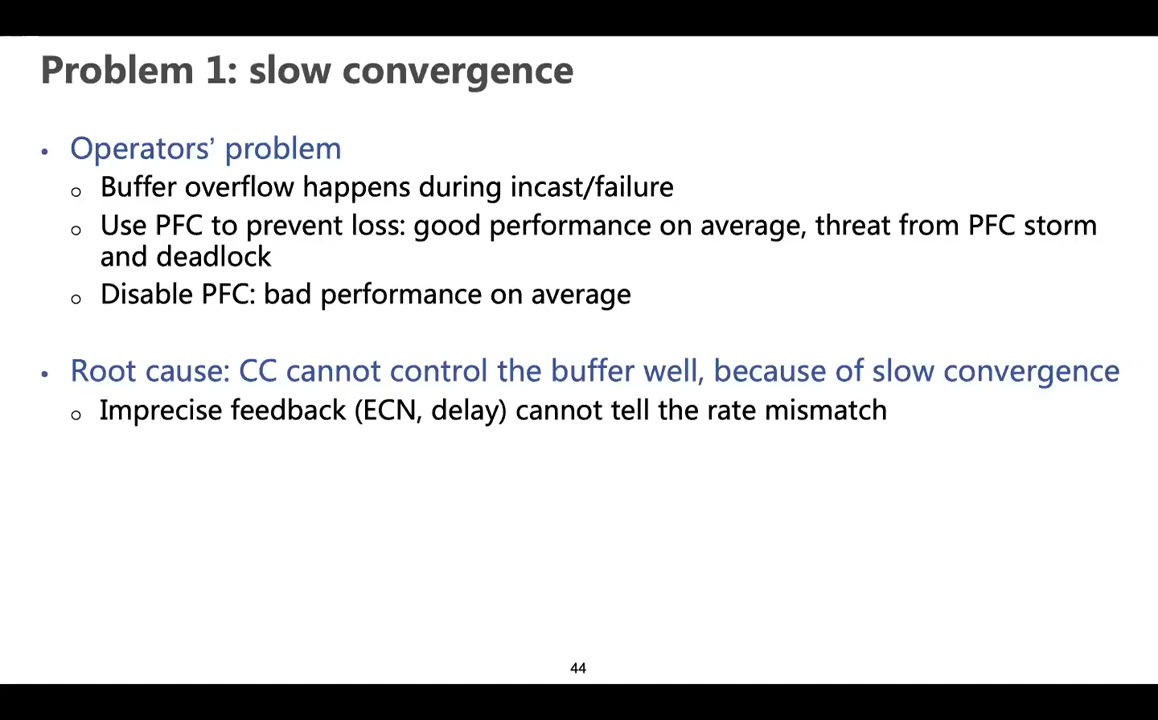 Problem 1: slow convergence
• Operators’ problem
o Buffer overflow happens during incast/failure
o Use PFC to prevent loss: good performance on average, threat from PFC storm
and deadlock
o Disable PFC: bad performance on average
• Root cause: CC cannot control the buffer well, because of slow convergence
o Imprecise feedback (ECN, delay) cannot tell the rate mismatch
44